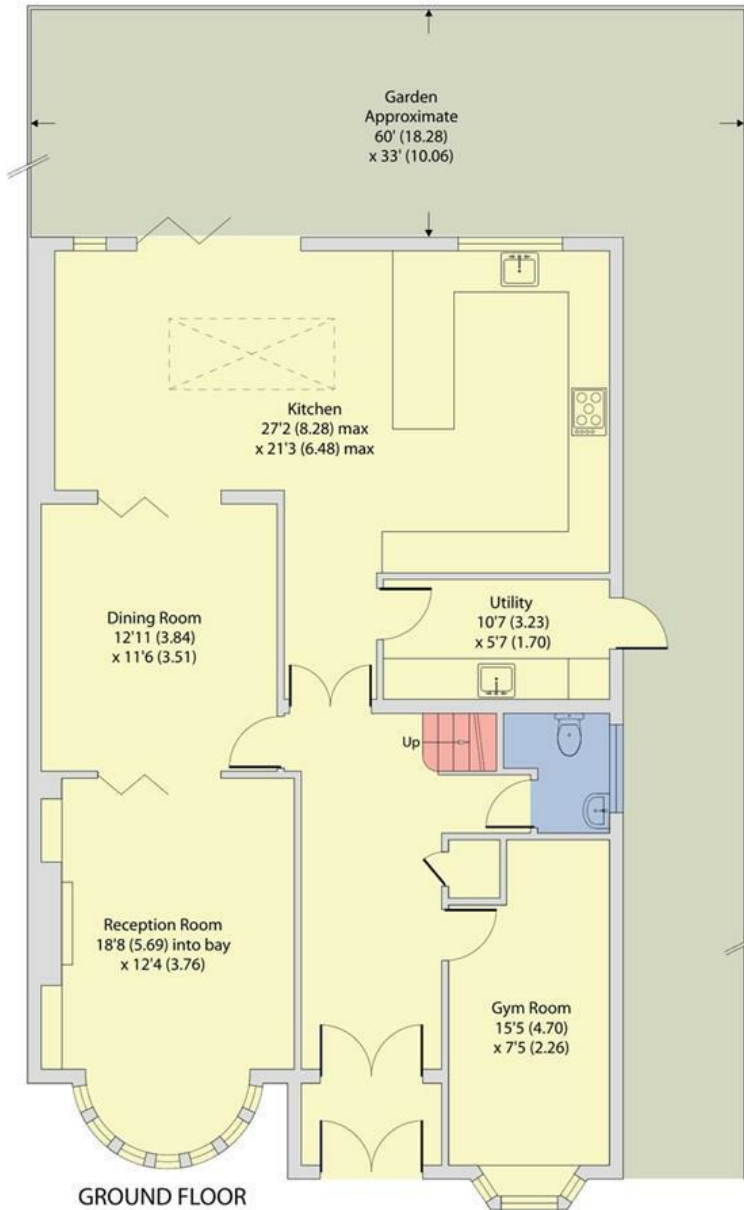 Garden
Approximate
60' (18.28)
x 33' (10.06)
Kitchen
27'2 (8.28) max
x 21'3 (6.48) max
Dining Room
12'11 (3.84)
x 11'6 (3.51)
Utility
10'7 (3.23)
x 5'7 (1.70)
Up
Reception Room
18'8 (5.69) into bay
x 12'4 (3.76)
Gym Room
15'5 (4.70)
x 7'5 (2.26)
GROUND FLOOR